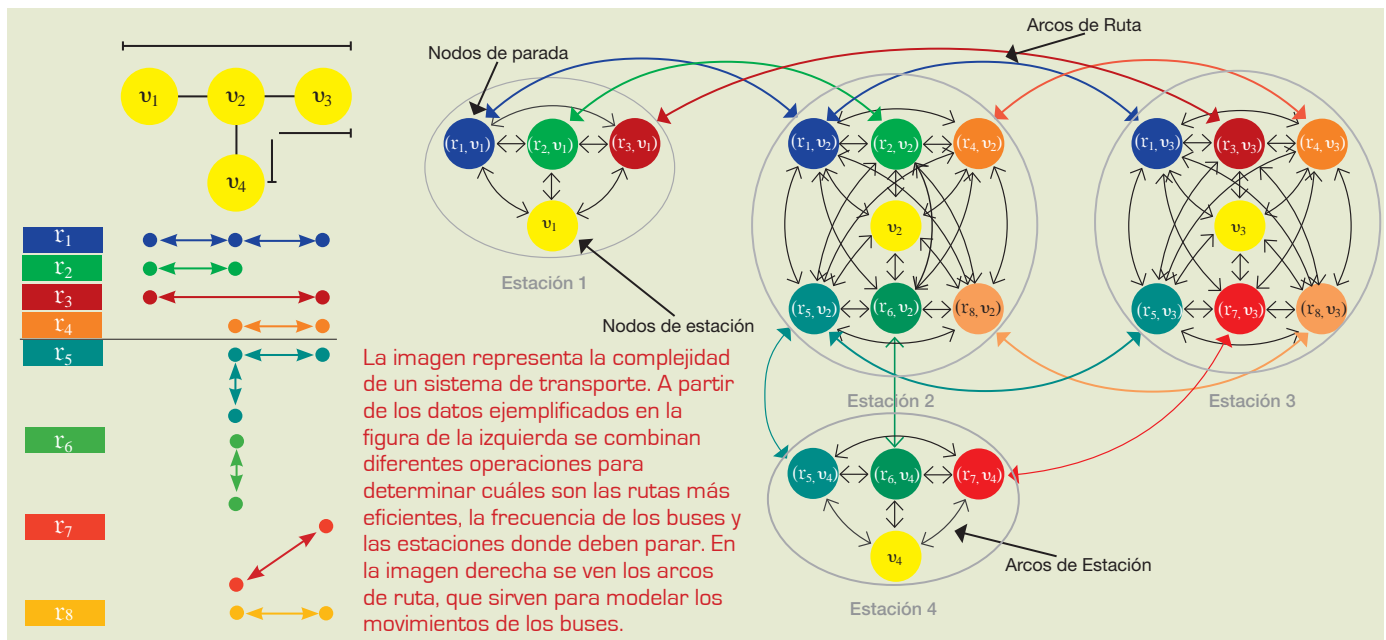 υ1
υ2
υ3
υ4
r1
r2
r3
r4
r5
r6
r7
r8
Nodos de parada
Arcos de Ruta
(r1, υ1)
(r2, υ1)
(r3, υ1)
υ1
Estación 1
Nodos de estación
(r1, υ2)
(r2, υ2)
(r4, υ2)
υ2
(r5, υ2)
(r6, υ2)
(r8, υ2)
Estación 2
(r1, υ3)
(r3, υ3)
(r4, υ3)
υ3
(r5, υ3)
(r7, υ3)
(r8, υ3)
Estación 3
(r5, υ4)
(r6, υ4)
(r7, υ4)
υ4
Arcos de Estación
Estación 4
La imagen representa la complejidad
de un sistema de transporte. A partir
de los datos ejemplificados en la
figura de la izquierda se combinan
diferentes operaciones para
determinar cuáles son las rutas más
eficientes, la frecuencia de los buses y
las estaciones donde deben parar. En
la imagen derecha se ven los arcos
de ruta, que sirven para modelar los
movimientos de los buses.